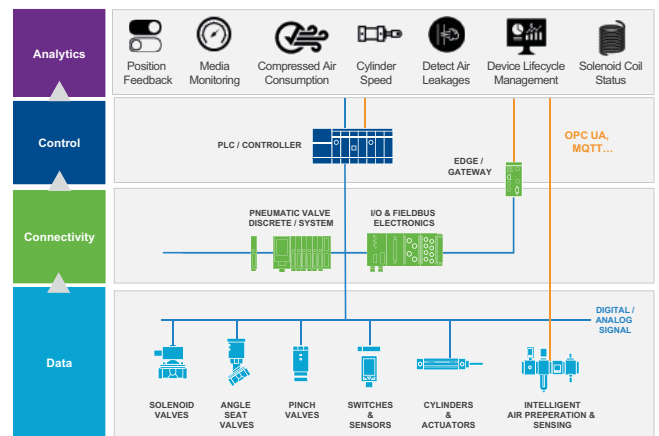 Analytics
Position
Feedback
Media
Monitoring
Compressed Air
Consumption
Cylinder
Speed
Detect Air
Leakages
Device Lifecycle
Management
Solenoid Coil
Status
Control
PLC / CONTROLLER
OPC UA,
MQTT...
EDGE /
GATEWAY
Connectivity
PNEUMATIC VALVE
DISCRETE / SYSTEM
I/O & FIELDBUS
ELECTRONICS
Data
DIGITAL /
ANALOG
SIGNAL
SOLENOID
VALVES
ANGLE
SEAT
VALVES
PINCH
VALVES
SWITCHES
&
SENSORS
CYLINDERS
&
ACTUATORS
INTELLIGENT
AIR PREPERATION &
SENSING